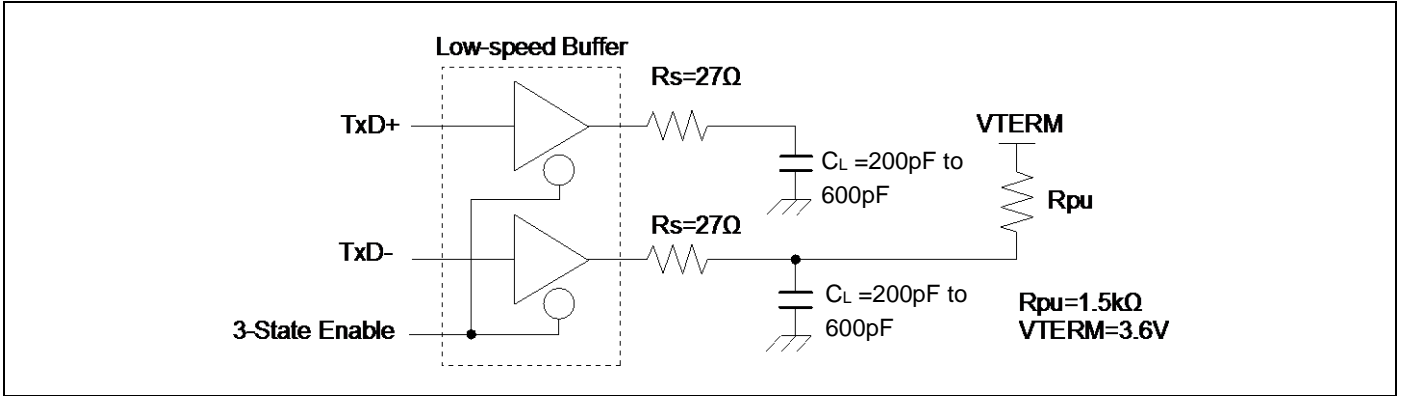 Low-speed Buffer
Rs=27Ω
TxD+
VTERM
CL =200pF to
600pF
Rpu
Rs=27Ω
TxD-
CL =200pF to
600pF
Rpu=1.5kΩ
VTERM=3.6V
3-State Enable